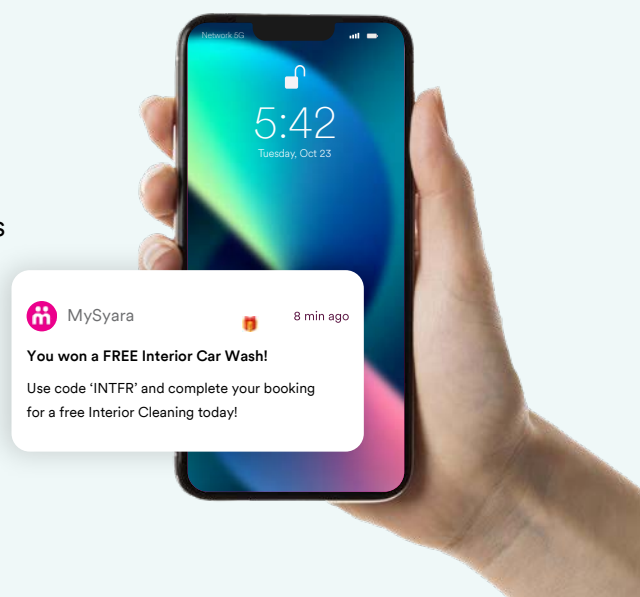 Network 5G
5:42
Tuesday, Oct 23
s
MySyara 8 min ago
You won a FREE Interior Car Wash!
Use code ‘INTFR’ and complete your booking
for a free Interior Cleaning today!